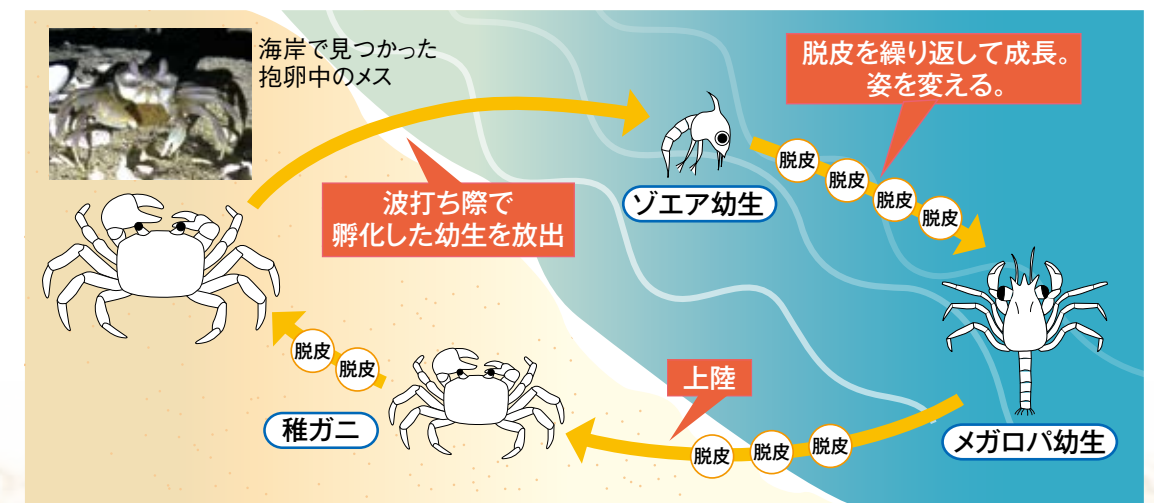 海岸で見つかった
抱卵中のメス
脱皮を繰り返して成長。
姿を変える。
波打ち際で
孵化した幼生を放出
ゾエア幼生
脱皮
脱皮
脱皮
脱皮
メガロパ幼生
上陸
脱皮
脱皮
脱皮
稚ガニ
脱皮
脱皮